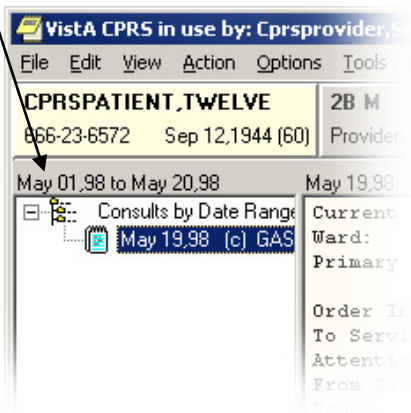 VistA CPRS in use by: Cprsprovider,S
File Edit View Action Options Tools
CPRSPATIENT,TWELVE 2B M
666-23-6572 Sep 12,1944 (60) Provider
May 01,98 to May 20,98 May 19,98
Consults by Date Range Current
May 19,98 (c) GAS Ward:
Primary
Order In
To Servi
Attenti
From Se